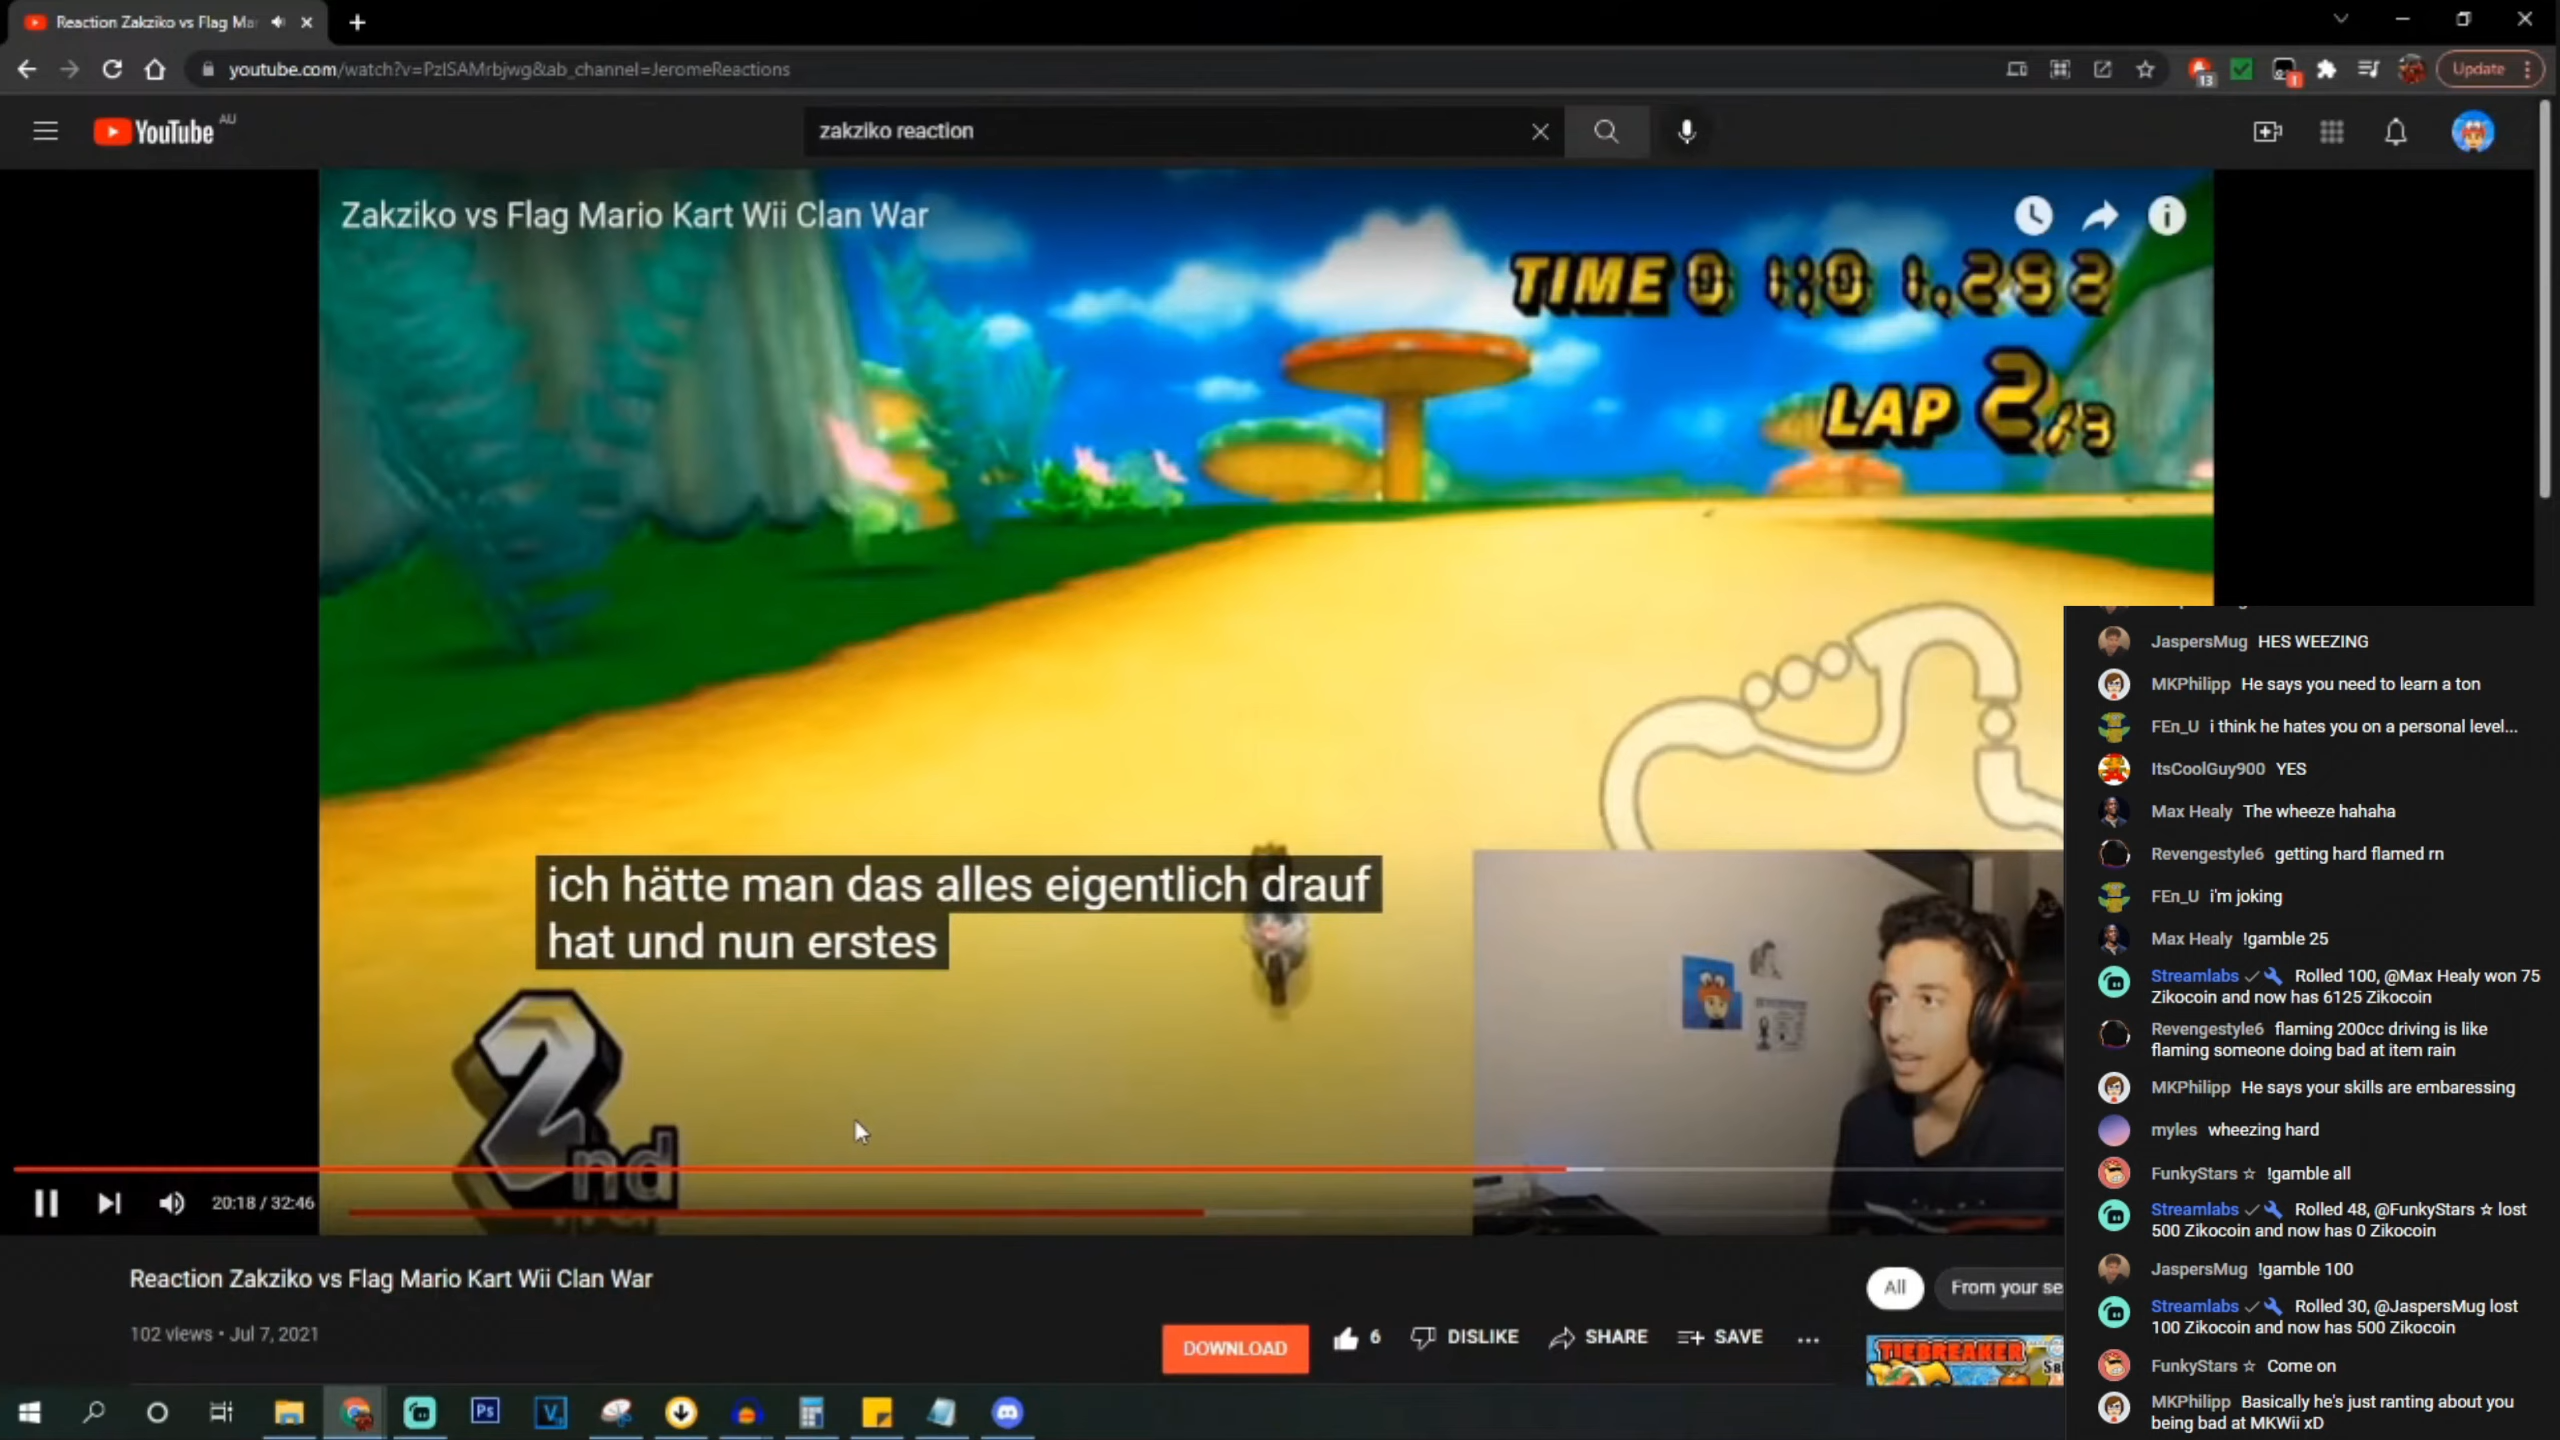 Reaction Zakziko vs Flag Ma
youtube.com/watch?v=PzISAMrbjwg&ab_channel=JeromeReactions
13
1
Update
YouTube
AU
zakziko reaction
Zakziko vs Flag Mario Kart Wii Clan War
TIME 01:01.292
LAP 2/3
ich hätte man das alles eigentlich drauf
hat und nun erstes
2nd
20:18 / 32:46
Reaction Zakziko vs Flag Mario Kart Wii Clan War
102 views • Jul 7, 2021
DOWNLOAD
6
DISLIKE
SHARE
SAVE
All
From your se
TIEBREAKER
Ps
V
JaspersMug HES WEEZING
MKPhilipp He says you need to learn a ton
FEn_U i think he hates you on a personal level...
ItsCoolGuy900 YES
Max Healy The wheeze hahaha
Revengestyle6 getting hard flamed rn
FEn_U i'm joking
Max Healy !gamble 25
Streamlabs Rolled 100, @Max Healy won 75
Zikocoin and now has 6125 Zikocoin
Revengestyle6 flaming 200cc driving is like
flaming someone doing bad at item rain
MKPhilipp He says your skills are embaressing
myles wheezing hard
FunkyStars ☆ !gamble all
Streamlabs Rolled 48, @FunkyStars ☆ lost
500 Zikocoin and now has 0 Zikocoin
JaspersMug !gamble 100
Streamlabs Rolled 30, @JaspersMug lost
100 Zikocoin and now has 500 Zikocoin
FunkyStars ☆ Come on
MKPhilipp Basically he's just ranting about you
being bad at MKWii xD